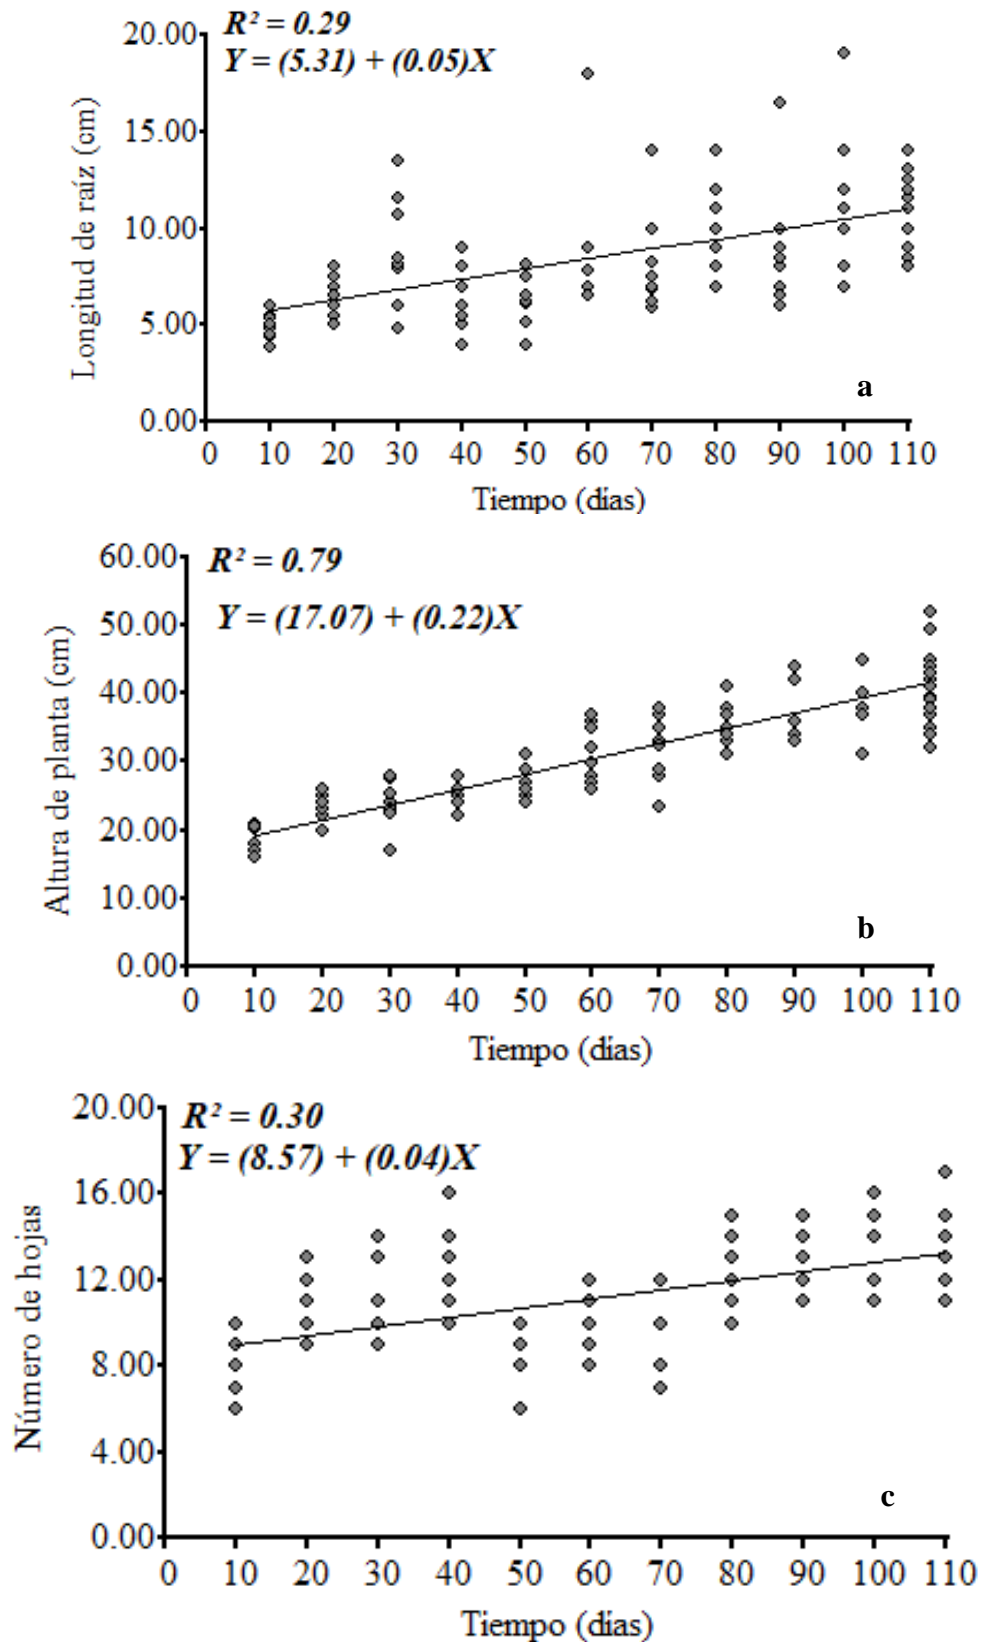 R² = 0.29
Y = (5.31) + (0.05)X
20.00
15.00
10.00
5.00
0.00
Longitud de raíz (cm)
a
0 10 20 30 40 50 60 70 80 90 100 110
Tiempo (días)
R² = 0.79
Y = (17.07) + (0.22)X
60.00
50.00
40.00
30.00
20.00
10.00
0.00
Altura de planta (cm)
b
0 10 20 30 40 50 60 70 80 90 100 110
Tiempo (días)
R² = 0.30
Y = (8.57) + (0.04)X
20.00
16.00
12.00
8.00
4.00
0.00
Número de hojas
c
0 10 20 30 40 50 60 70 80 90 100 110
Tiempo (días)